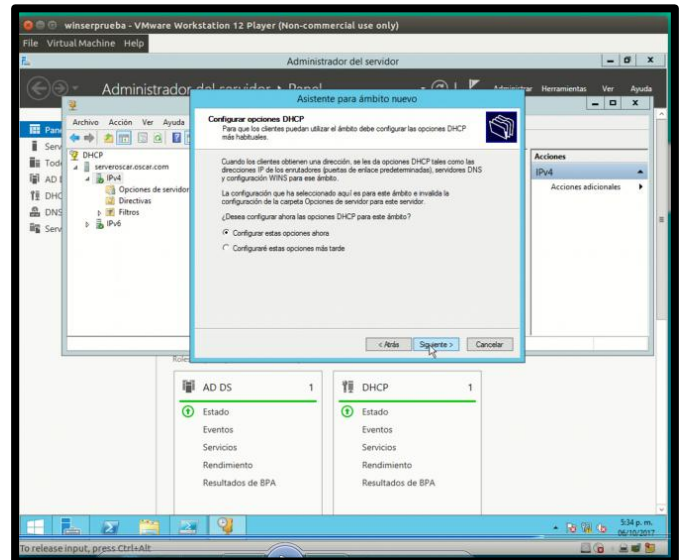 winserprueba - VMware Workstation 12 Player (Non-commercial use only)
File Virtual Machine Help
Administrador del servidor
Administrador del servidor Panel
Administrar Herramientas Ver Ayuda
Asistente para ámbito nuevo
Archivo Acción Ver Ayuda
DHCP
serveroscar.oscar.com
IPv4
Opciones de servidor
Directivas
Filtros
IPv6
Configurar opciones DHCP
Para que los clientes puedan utilizar el ámbito debe configurar las opciones DHCP
más habituales.
Cuando los clientes obtienen una dirección, se les da opciones DHCP tales como las
direcciones IP de los enrutadores (puertas de enlace predeterminadas), servidores DNS
y configuración WINS para ese ámbito.
La configuración que ha seleccionado aquí es para este ámbito e invalida la
configuración de la carpeta Opciones de servidor para este servidor.
¿Desea configurar ahora las opciones DHCP para este ámbito?
Configurar estas opciones ahora
Configuraré estas opciones más tarde
< Atrás Siguiente > Cancelar
Acciones
IPv4
Acciones adicionales
Pan
Serv
Tod
AD
DHC
DNS
Serv
Roles
AD DS 1
Estado
Eventos
Servicios
Rendimiento
Resultados de BPA
DHCP 1
Estado
Eventos
Servicios
Rendimiento
Resultados de BPA
5:34 p. m.
06/10/2017
To release input, press Ctrl+Alt